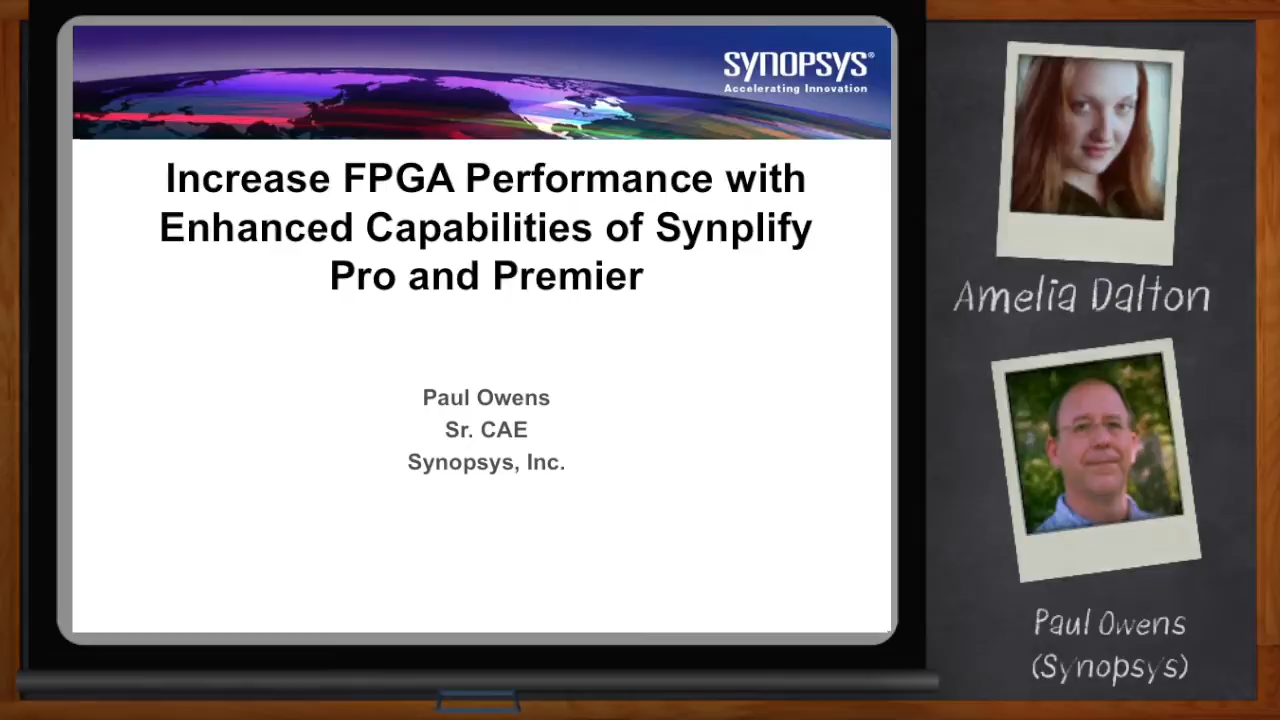 SYNOPSYS®
Accelerating Innovation
Increase FPGA Performance with
Enhanced Capabilities of Synplify
Pro and Premier
Paul Owens
Sr. CAE
Synopsys, Inc.
Amelia Dalton
Paul Owens
(Synopsys)